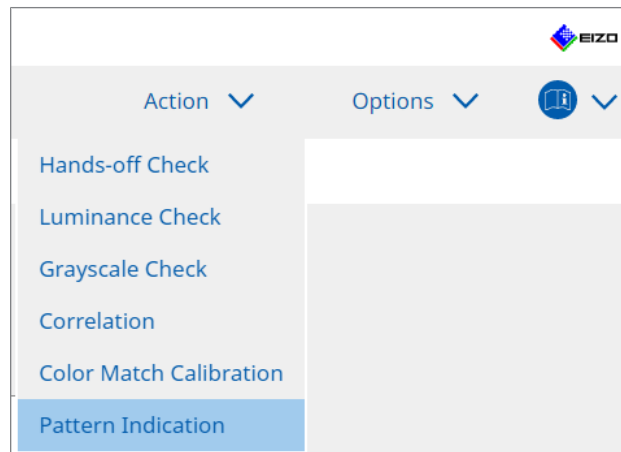 EIZO
Action
Options
Hands-off Check
Luminance Check
Grayscale Check
Correlation
Color Match Calibration
Pattern Indication